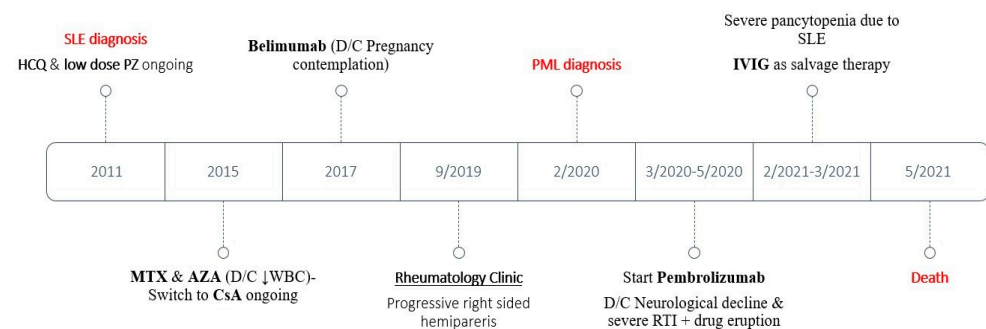 SLE diagnosis
HCQ & low dose PZ ongoing
Belimumab (D/C Pregnancy
contemplation)
PML diagnosis
Severe pancytopenia due to
SLE
IVIG as salvage therapy
2011
2015
2017
9/2019
2/2020
3/2020-5/2020
2/2021-3/2021
5/2021
MTX & AZA (D/C ↓WBC)-
Switch to CsA ongoing
Rheumatology Clinic
Progressive right sided
hemipareris
Start Pembrolizumab
D/C Neurological decline &
severe RTI + drug eruption
Death